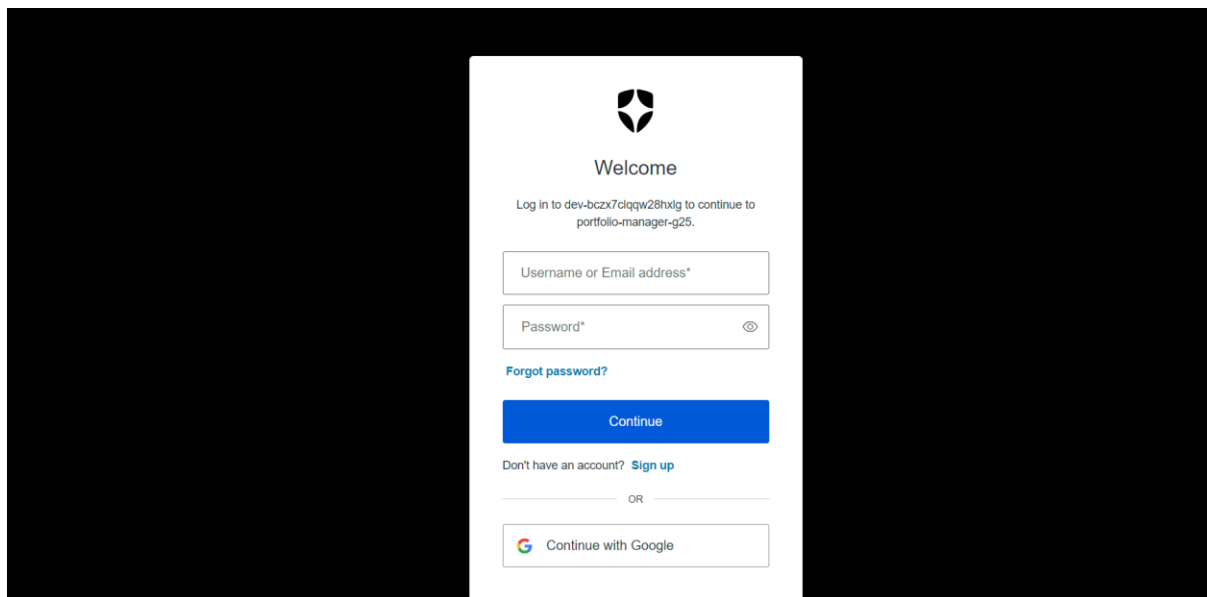 Welcome
Log in to dev-bczx7clqqw28hxlg to continue to
portfolio-manager-g25.
Username or Email address*
Password*
Forgot password?
Continue
Don't have an account? Sign up
OR
Continue with Google